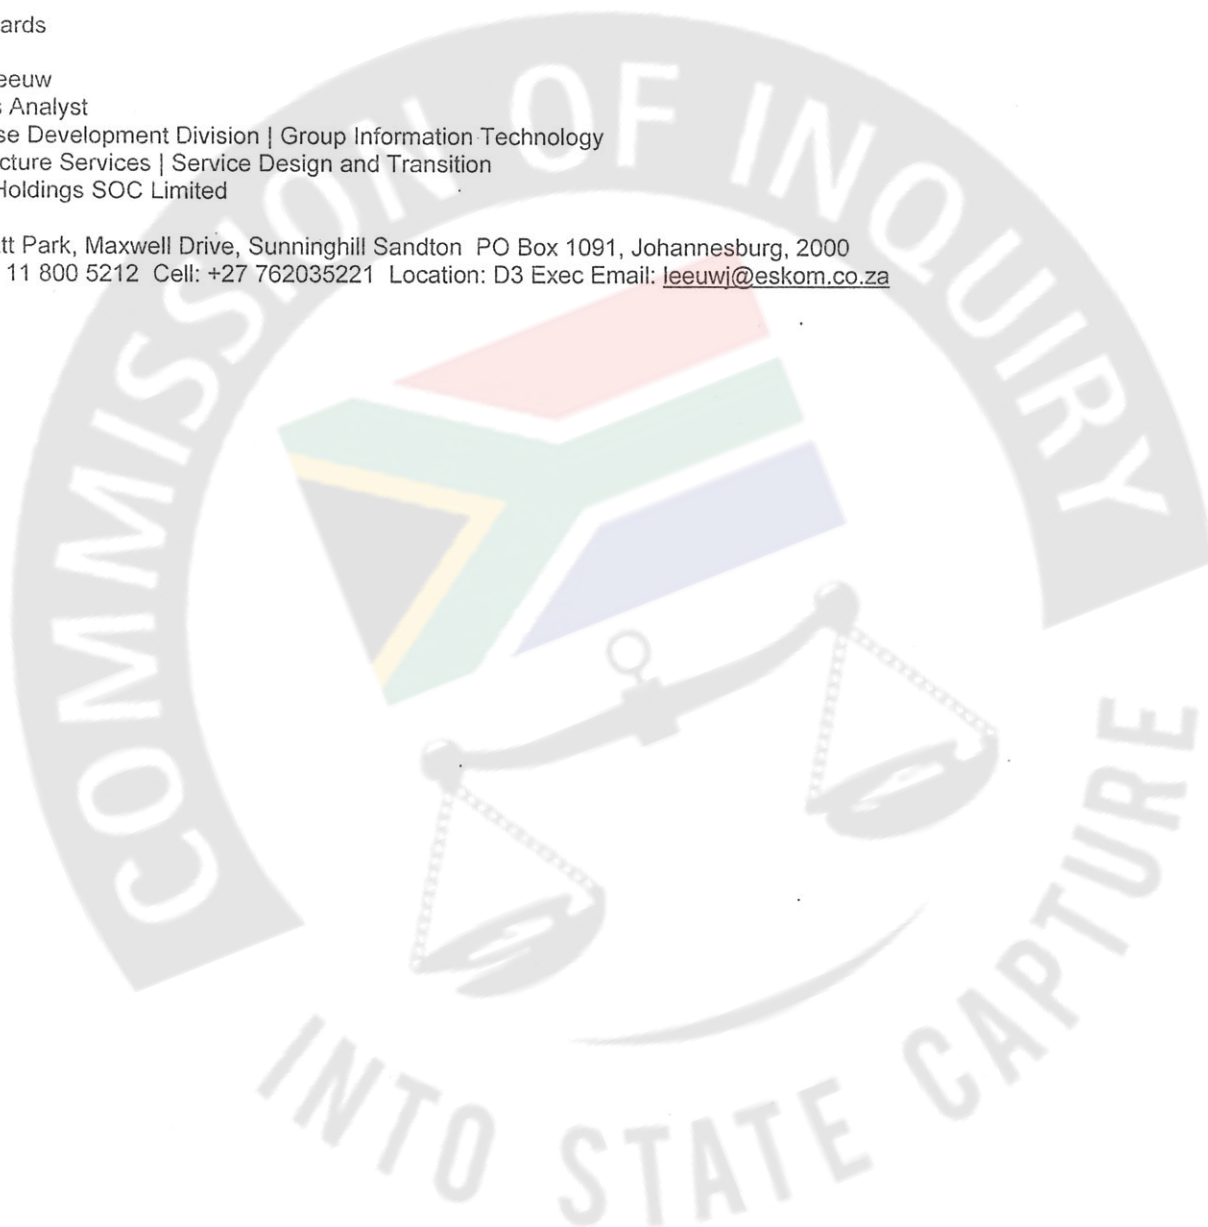 ards
eeuw
s Analyst
se Development Division | Group Information Technology
cture Services | Service Design and Transition
Holdings SOC Limited
tt Park, Maxwell Drive, Sunninghill Sandton PO Box 1091, Johannesburg, 2000
11 800 5212 Cell: +27 762035221 Location: D3 Exec Email: leeuwj@eskom.co.za
COMMISSION OF INQUIRY
INTO STATE CAPTURE